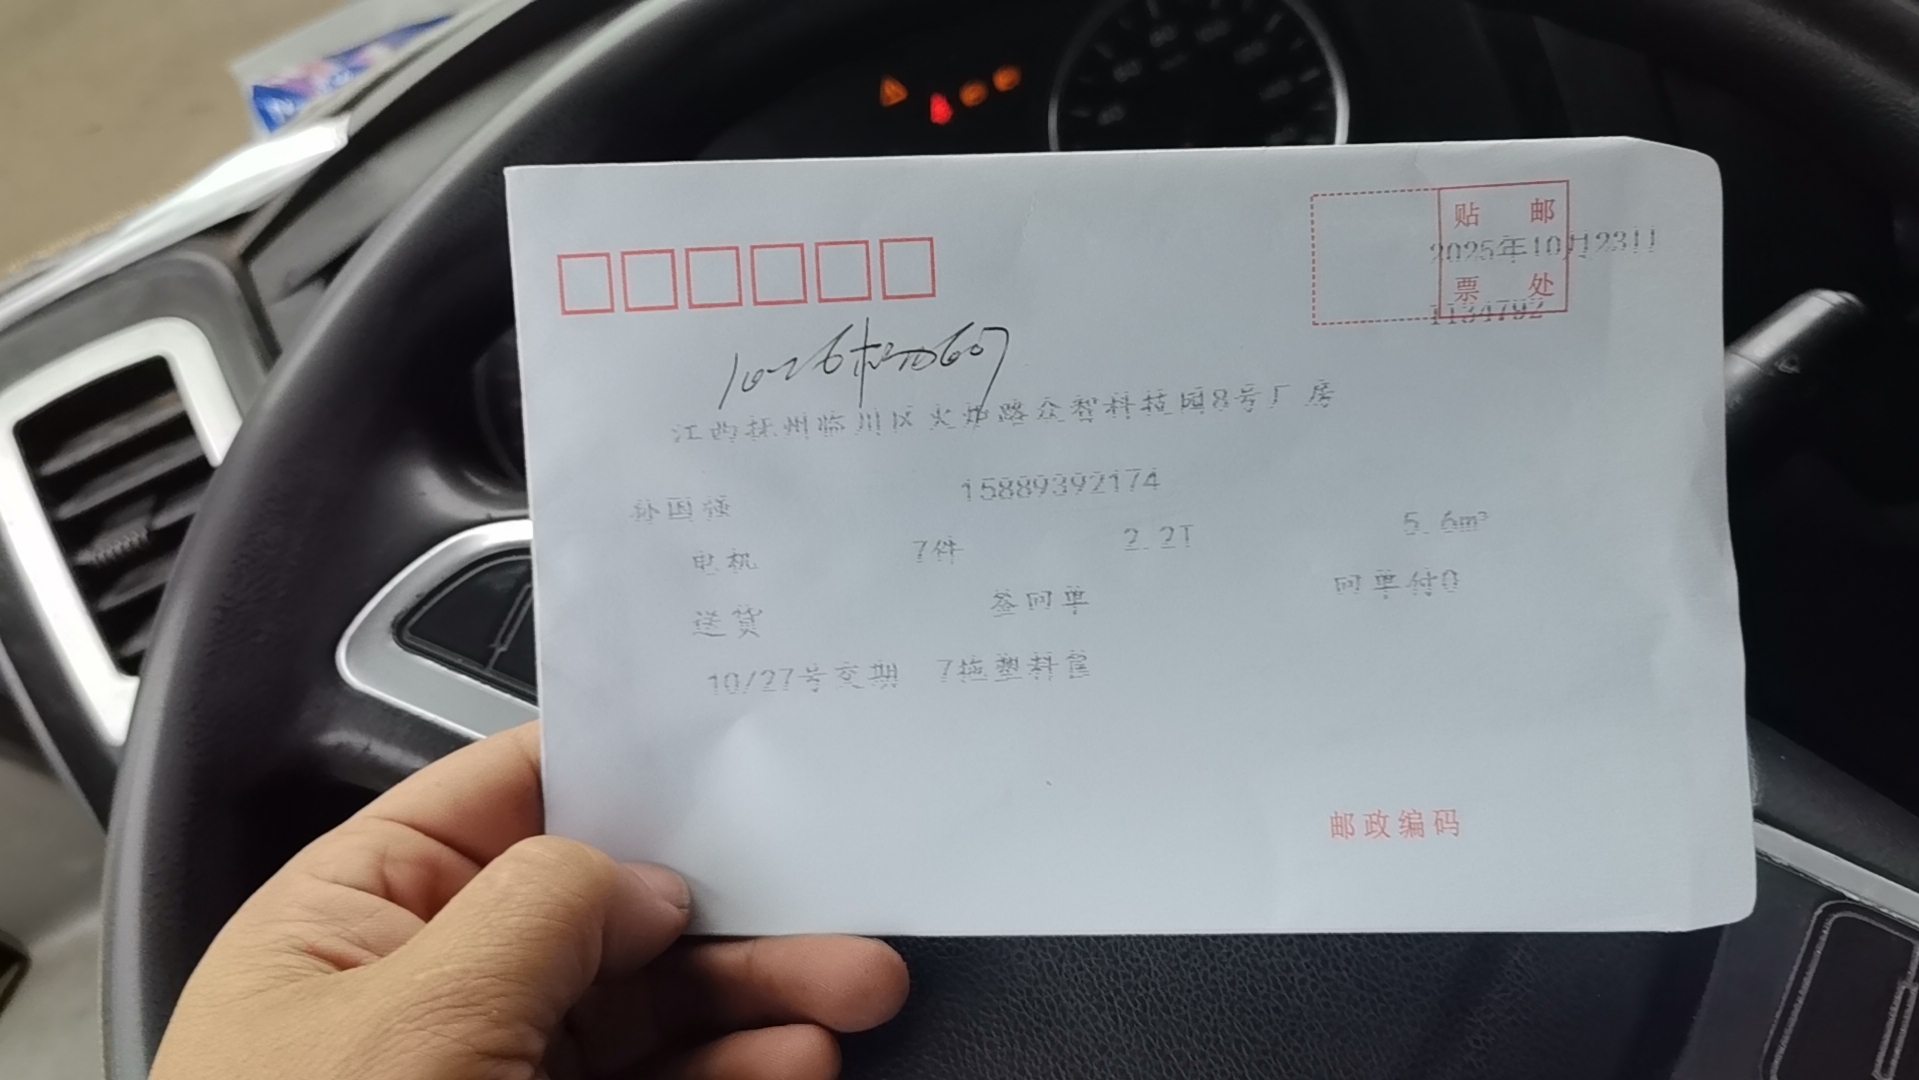 贴 邮
2025年10月23日
票 处
1134792
江西抚州临川区火炬路众智科技园8号厂房
孙国强 15889392174
电机 7件 2.2T 5.6m³
送货 签回单 回单付0
10/27号交期 7拖塑料
邮政编码